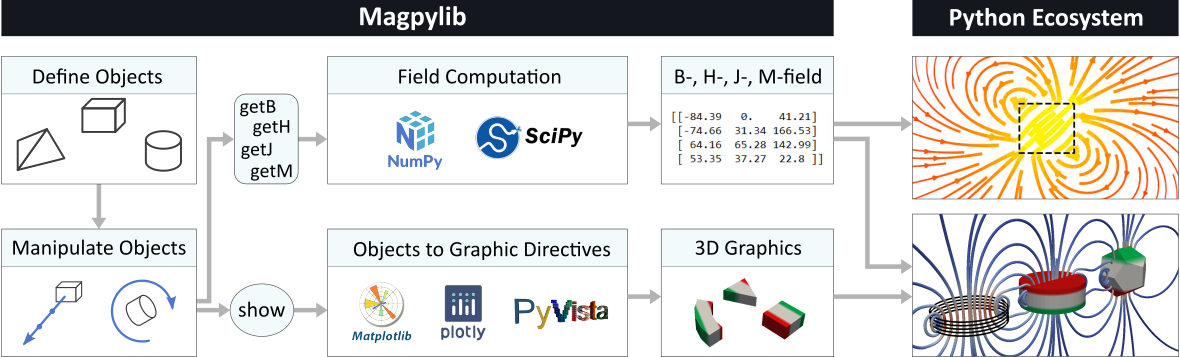 Magpylib
Python Ecosystem
Define Objects
getB
getH
getJ
getM
Field Computation
NumPy
SciPy
B-, H-, J-, M-field
[[-84.39 0. 41.21]
[-74.66 31.34 166.53]
[ 64.16 65.28 142.99]
[ 53.35 37.27 22.8 ]]
Manipulate Objects
show
Objects to Graphic Directives
Matplotlib
plotly
PyVista
3D Graphics